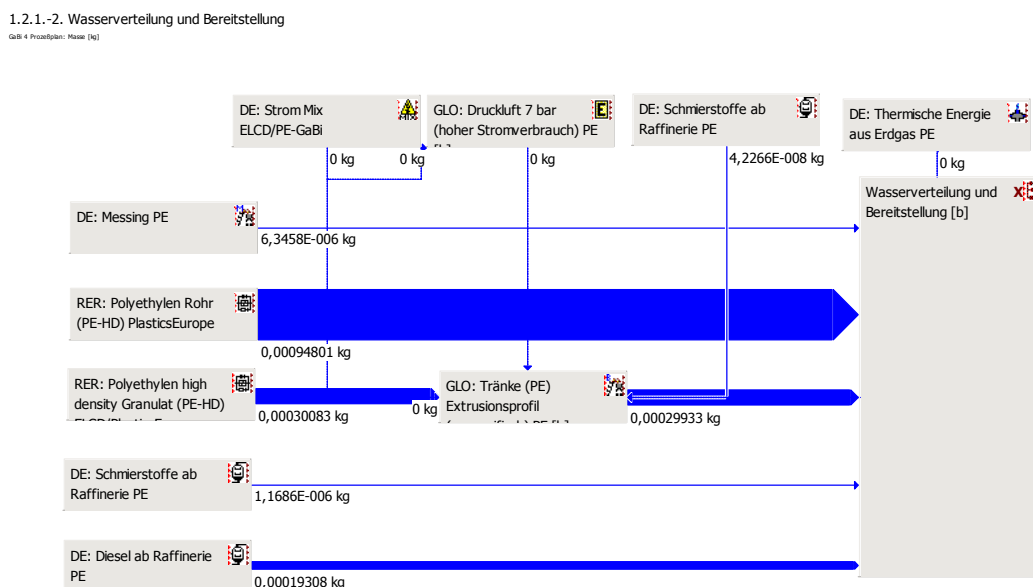 1.2.1.-2. Wasserverteilung und Bereitstellung
GaBi 4 Prozeßplan: Masse [kg]
DE: Strom Mix
ELCD/PE-GaBi
MIX
GLO: Druckluft 7 bar
(hoher Stromverbrauch) PE
E
DE: Schmierstoffe ab
Raffinerie PE
DE: Thermische Energie
aus Erdgas PE
0 kg
0 kg
0 kg
4,2266E-008 kg
0 kg
Wasserverteilung und
Bereitstellung [b]
X
DE: Messing PE
6,3458E-006 kg
RER: Polyethylen Rohr
(PE-HD) PlasticsEurope
0,00094801 kg
RER: Polyethylen high
density Granulat (PE-HD)
0,00030083 kg
0 kg
GLO: Tränke (PE)
Extrusionsprofil
0,00029933 kg
DE: Schmierstoffe ab
Raffinerie PE
1,1686E-006 kg
DE: Diesel ab Raffinerie
PE
0,00019308 kg